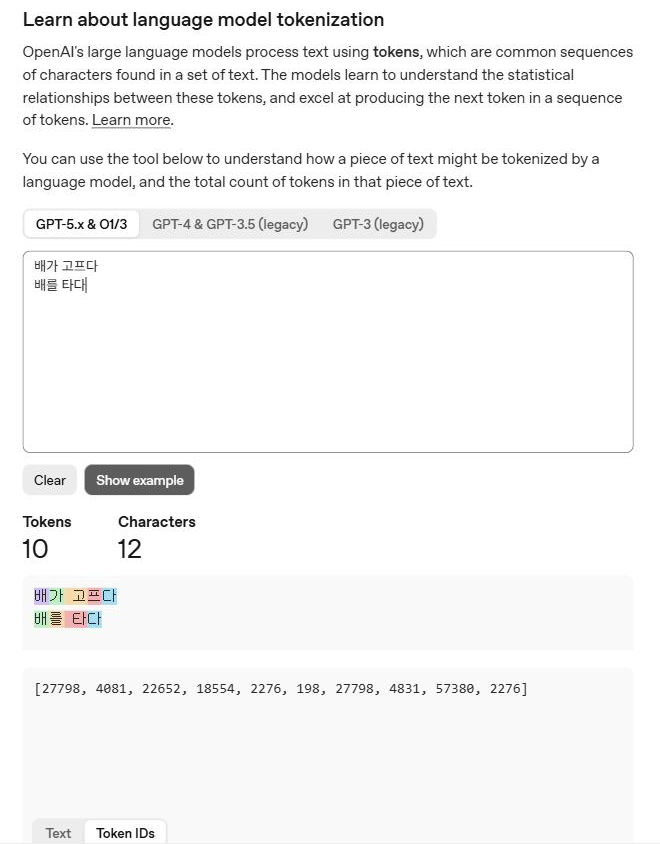 Learn about language model tokenization
OpenAI's large language models process text using tokens, which are common sequences
of characters found in a set of text. The models learn to understand the statistical
relationships between these tokens, and excel at producing the next token in a sequence
of tokens. Learn more.
You can use the tool below to understand how a piece of text might be tokenized by a
language model, and the total count of tokens in that piece of text.
GPT-5.x & O1/3 GPT-4 & GPT-3.5 (legacy) GPT-3 (legacy)
배가 고프다
배를 타다
Clear Show example
Tokens Characters
10 12
배가 고프다
배를 타다
[27798, 4081, 22652, 18554, 2276, 198, 27798, 4831, 57380, 2276]
Text Token IDs